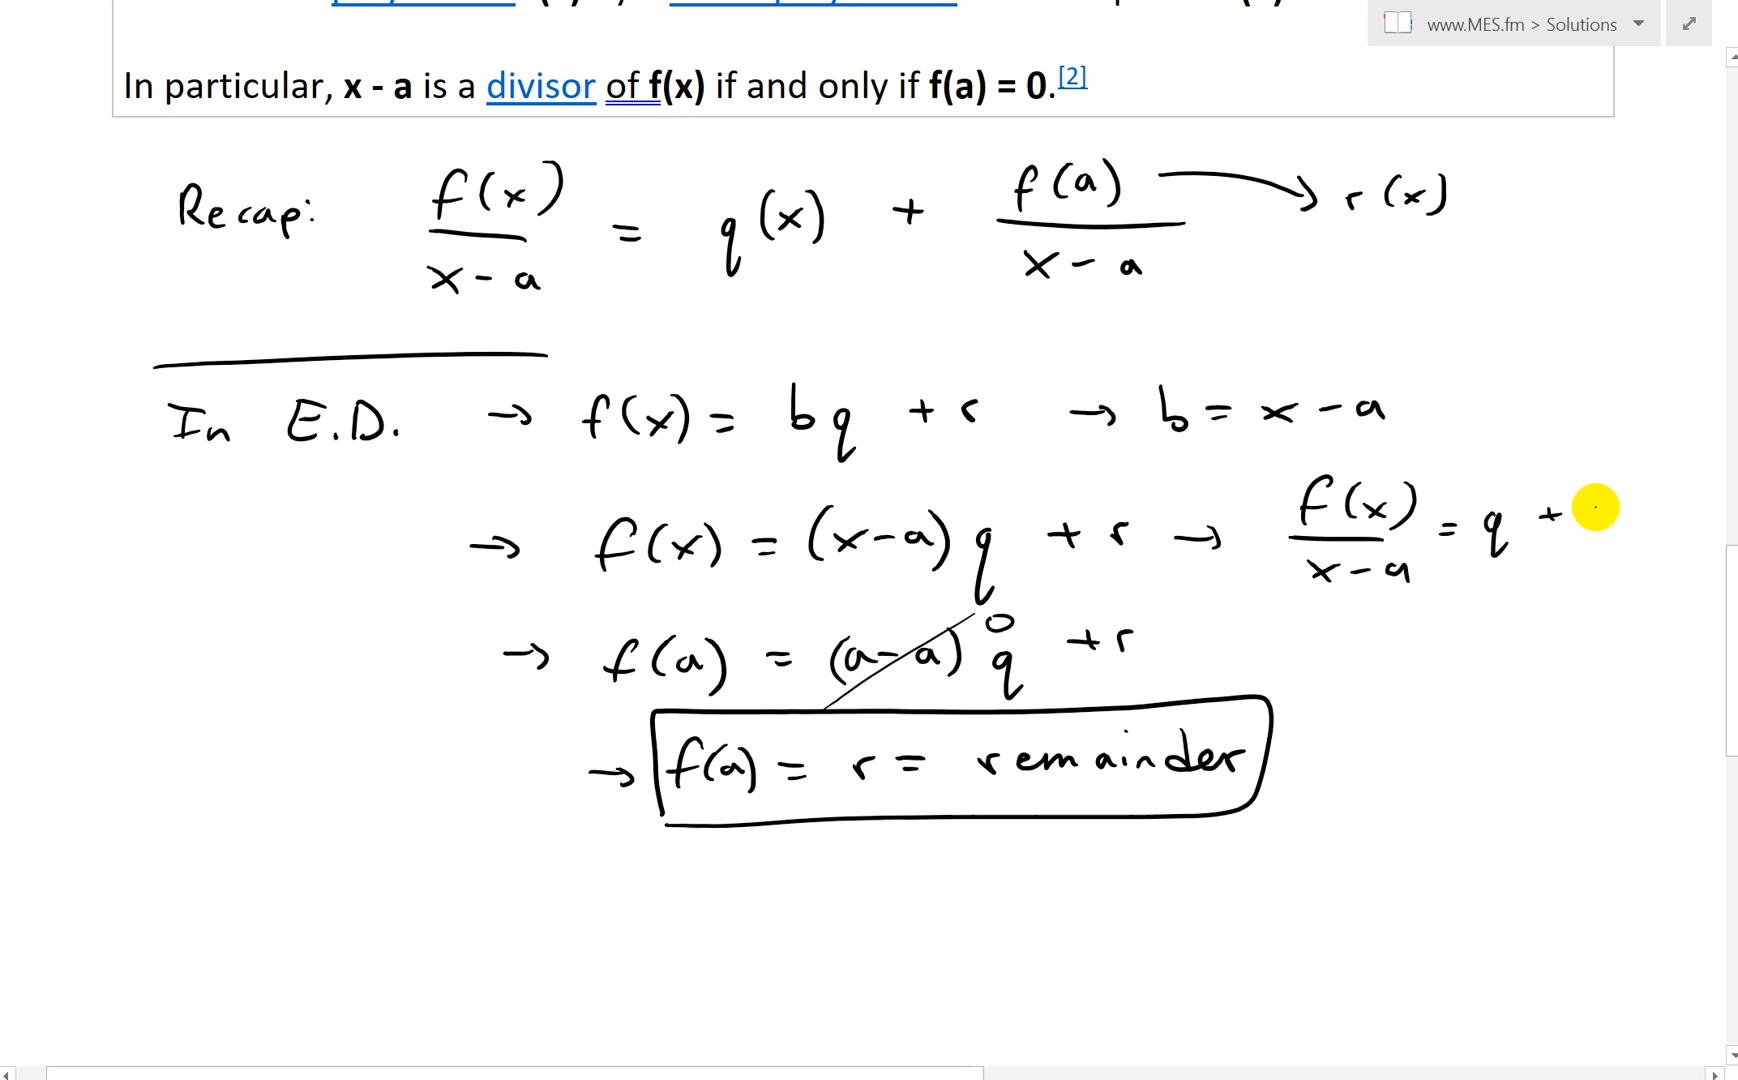 www.MES.fm > Solutions
In particular, x - a is a divisor of f(x) if and only if f(a) = 0.[2]
Recap: f(x)/(x - a) = q(x) + f(a)/(x - a) → r(x)
In E.D. → f(x) = bq + r → b = x - a
→ f(x) = (x-a)q + r → f(x)/(x-a) = q +
→ f(a) = (a-a)q + r
0
→ f(a) = r = remainder